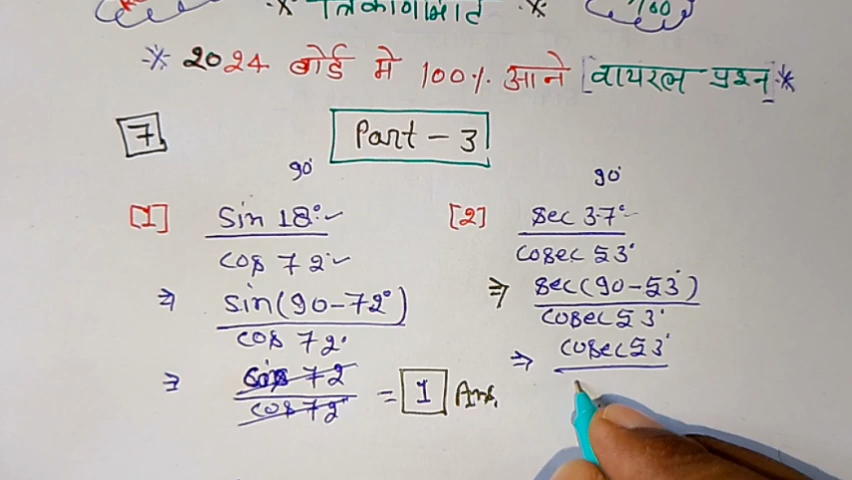 2024 बोर्ड मे 100% आने [वायरल प्रश्न]
7 Part - 3
90° 90°
[1] sin 18° [2] sec 37°
cos 72° cosec 53°
⇒ sin(90-72°) ⇒ sec(90-53°)
cos 72° cosec 53°
⇒ cos 72 ⇒ cosec 53°
cos 72 = 1 Ans.